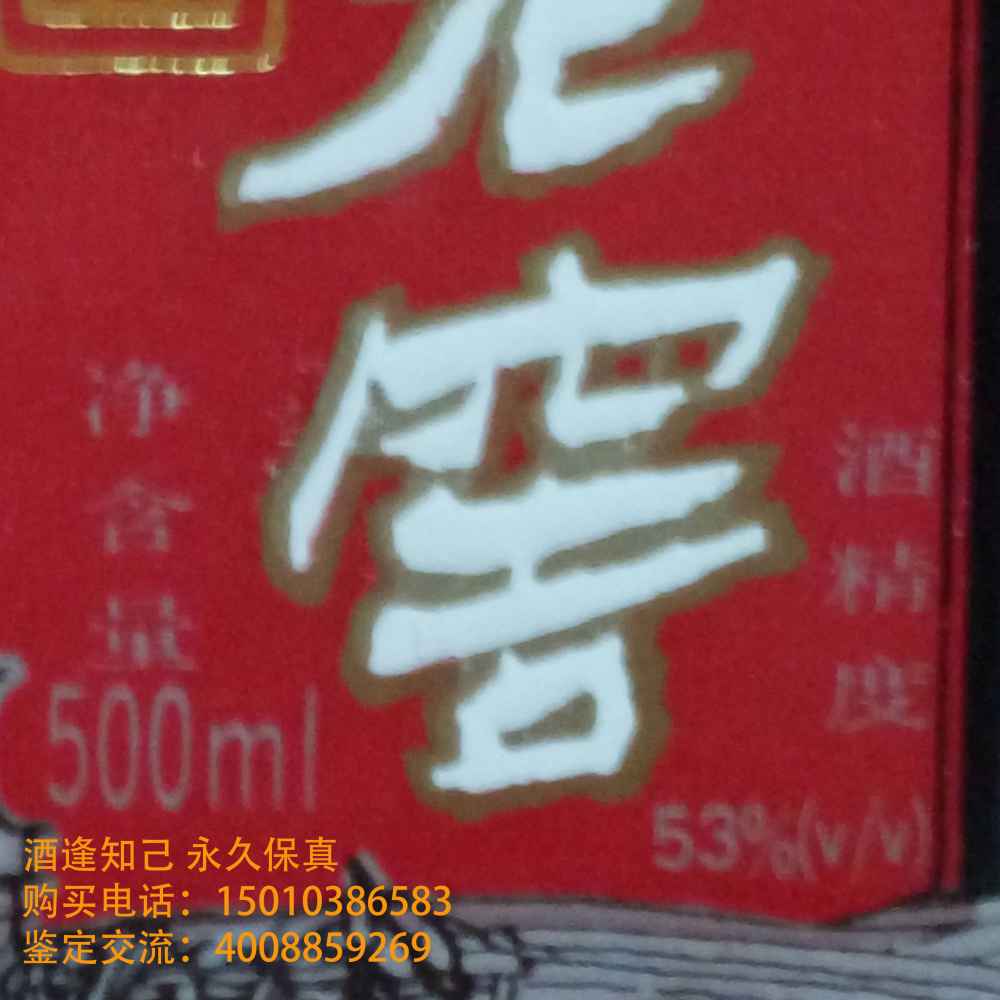 老
窖
净含量
500ml
酒精度
53%(v/v)
酒逢知己 永久保真
购买电话：15010386583
鉴定交流：4008859269